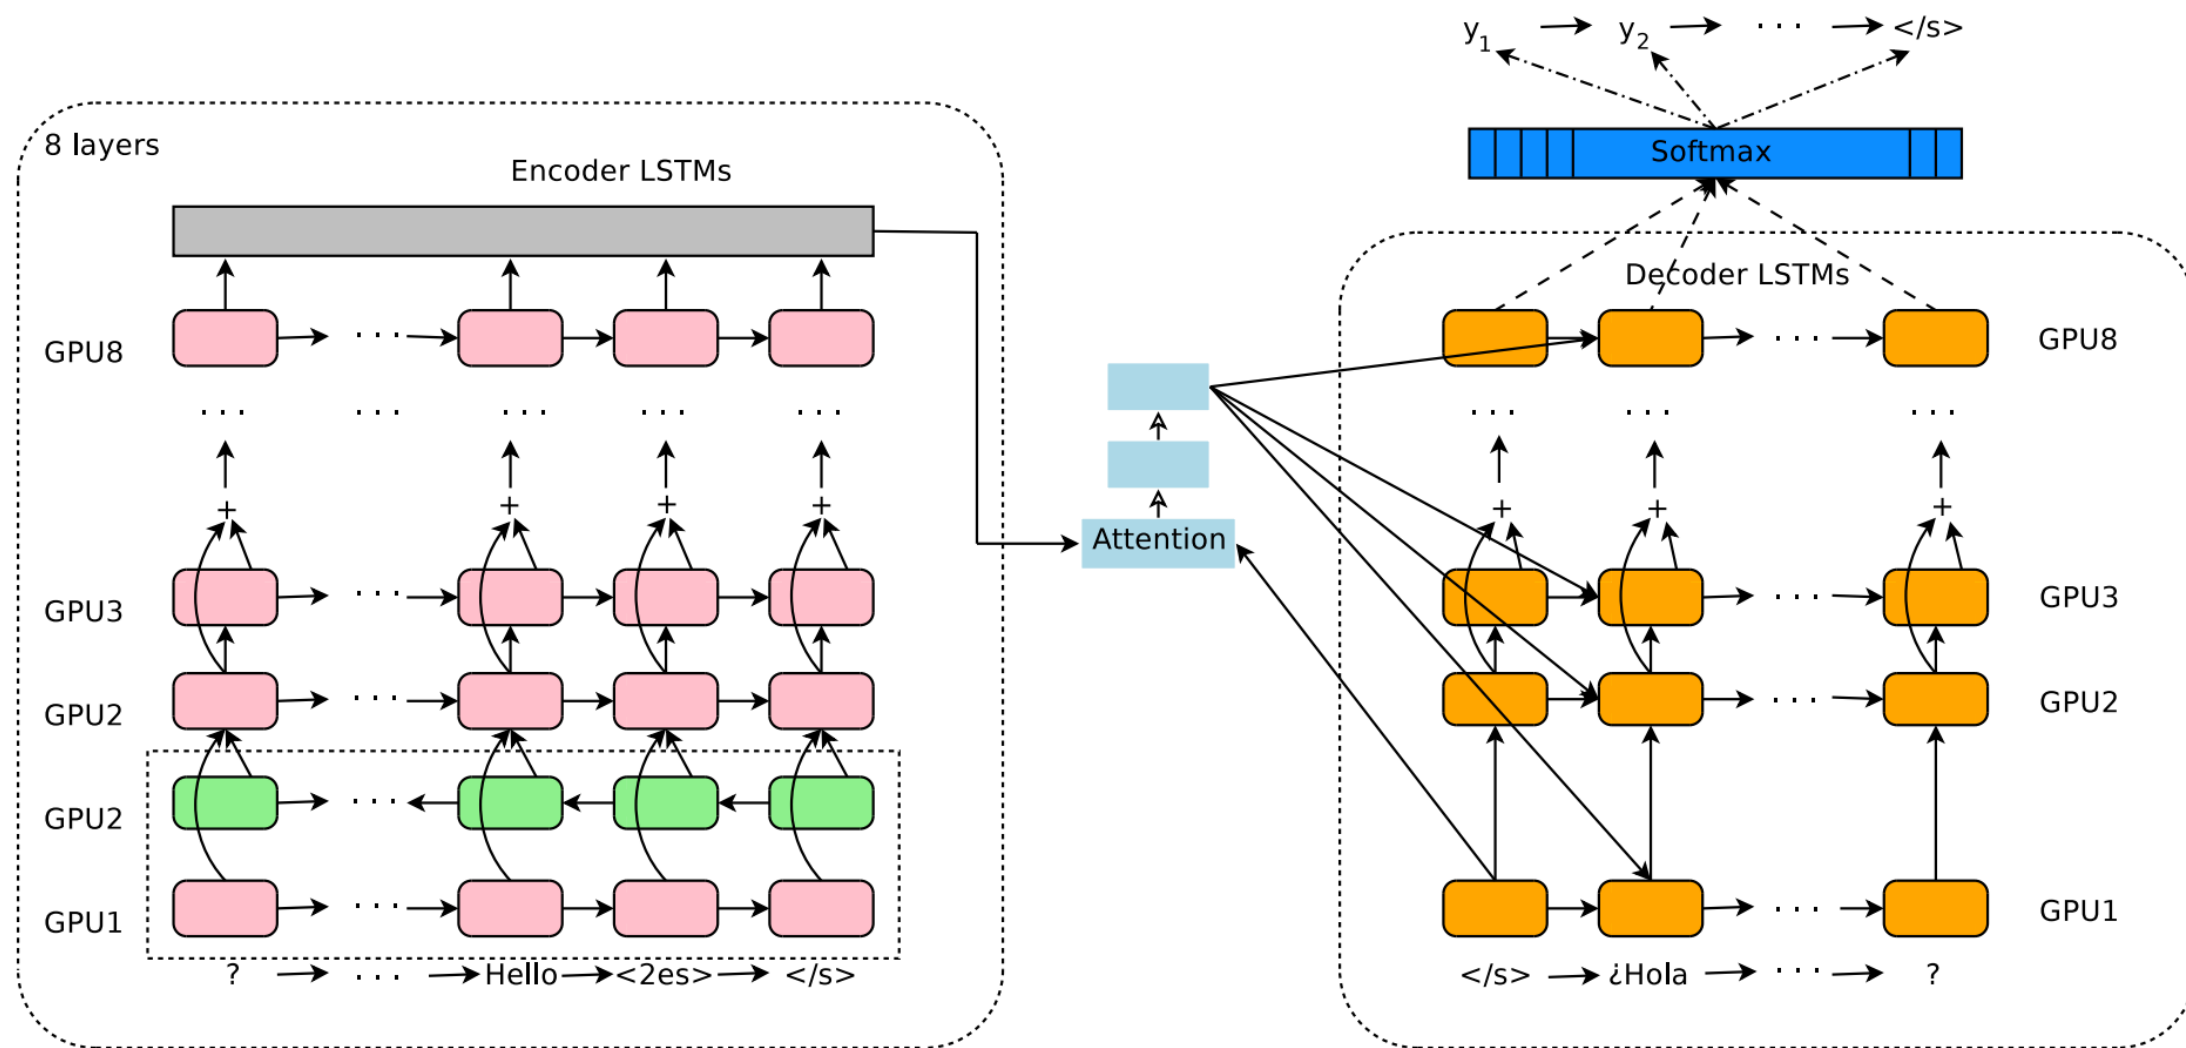 8 layers
Encoder LSTMs
GPU8
. . .
. . . . . . . . . . . . . . .
+ + + +
GPU3
. . .
GPU2
. . .
GPU2
. . .
GPU1
. . .
? . . . Hello <2es> </s>
Attention
y1 y2 . . . </s>
Softmax
Decoder LSTMs
. . . GPU8
. . . . . . . . .
+ + +
. . . GPU3
. . . GPU2
. . . GPU1
</s> ¿Hola . . . ?